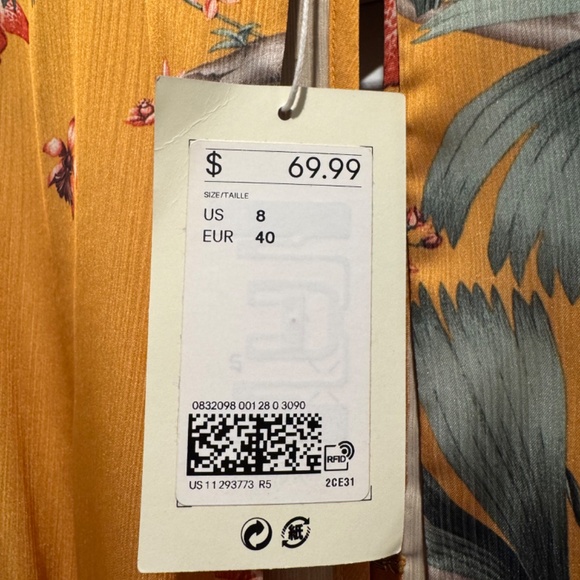 $ 69.99
SIZE/TAILLE
US 8
EUR 40
0832098 001 28 0 3090
RFID
US 11 293773 R5 2CE31
紙